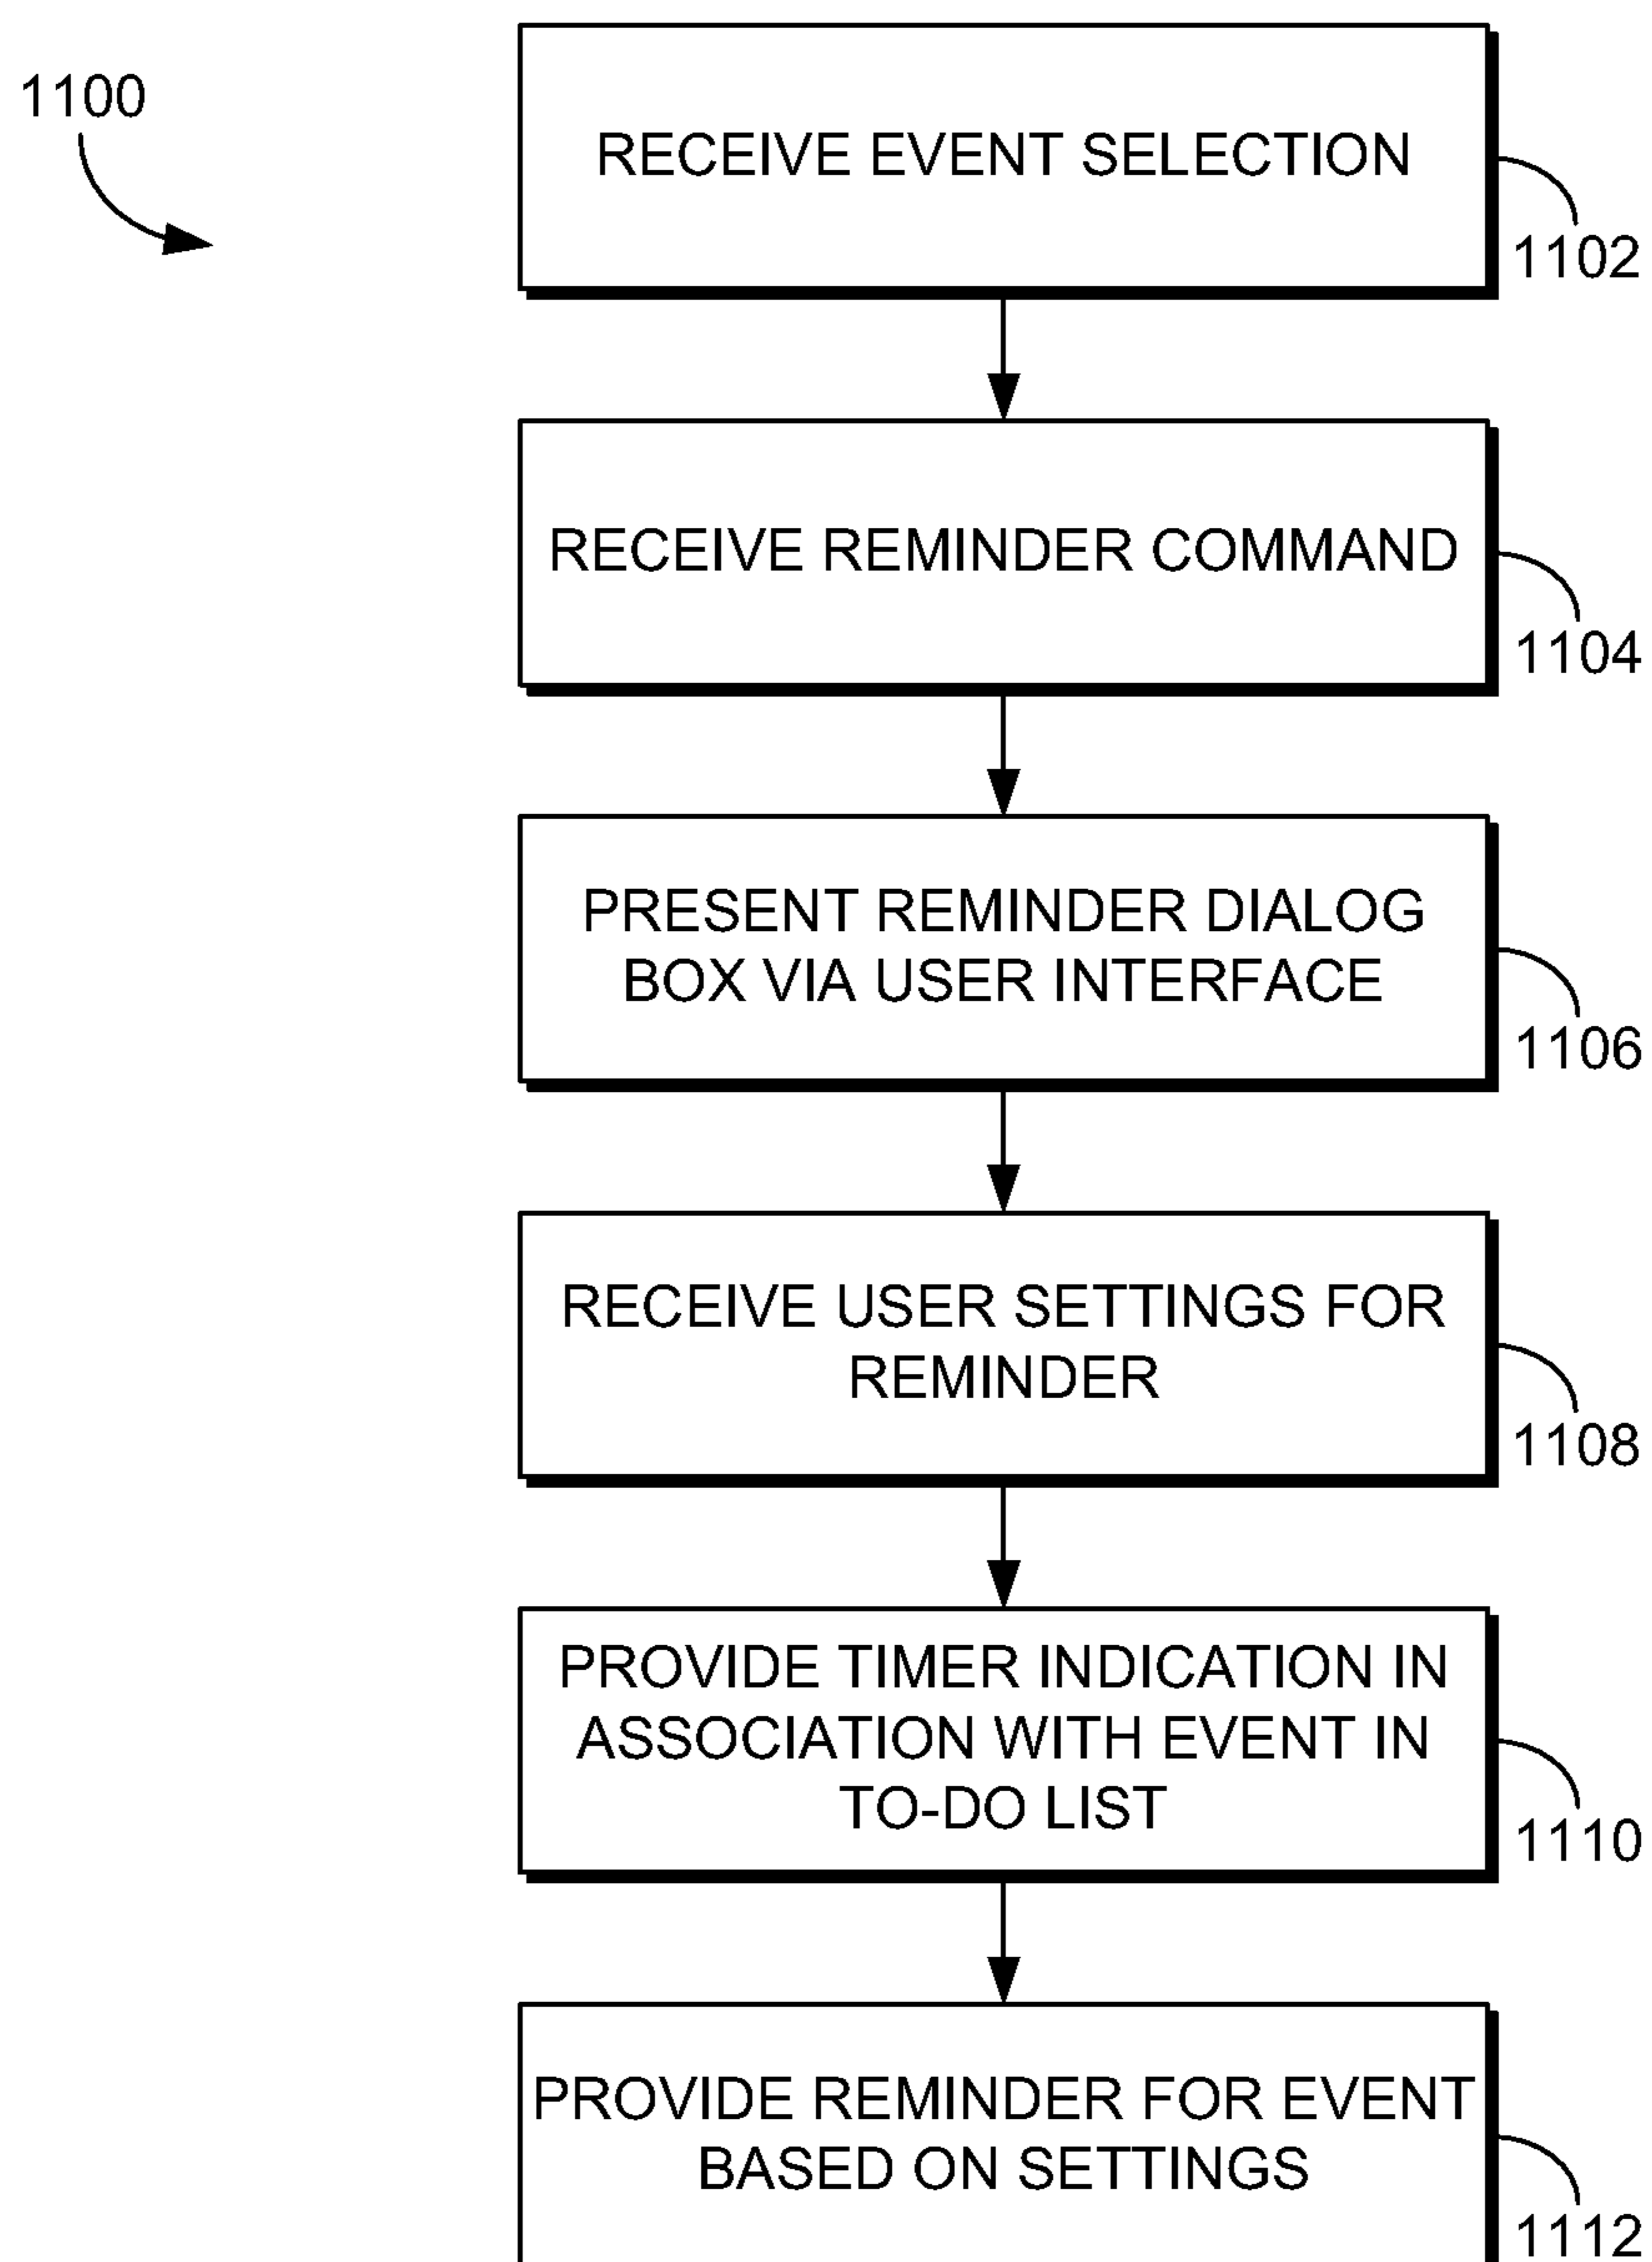 1100
RECEIVE EVENT SELECTION
1102
RECEIVE REMINDER COMMAND
1104
PRESENT REMINDER DIALOG
BOX VIA USER INTERFACE
1106
RECEIVE USER SETTINGS FOR
REMINDER
1108
PROVIDE TIMER INDICATION IN
ASSOCIATION WITH EVENT IN
TO-DO LIST
1110
PROVIDE REMINDER FOR EVENT
BASED ON SETTINGS
1112